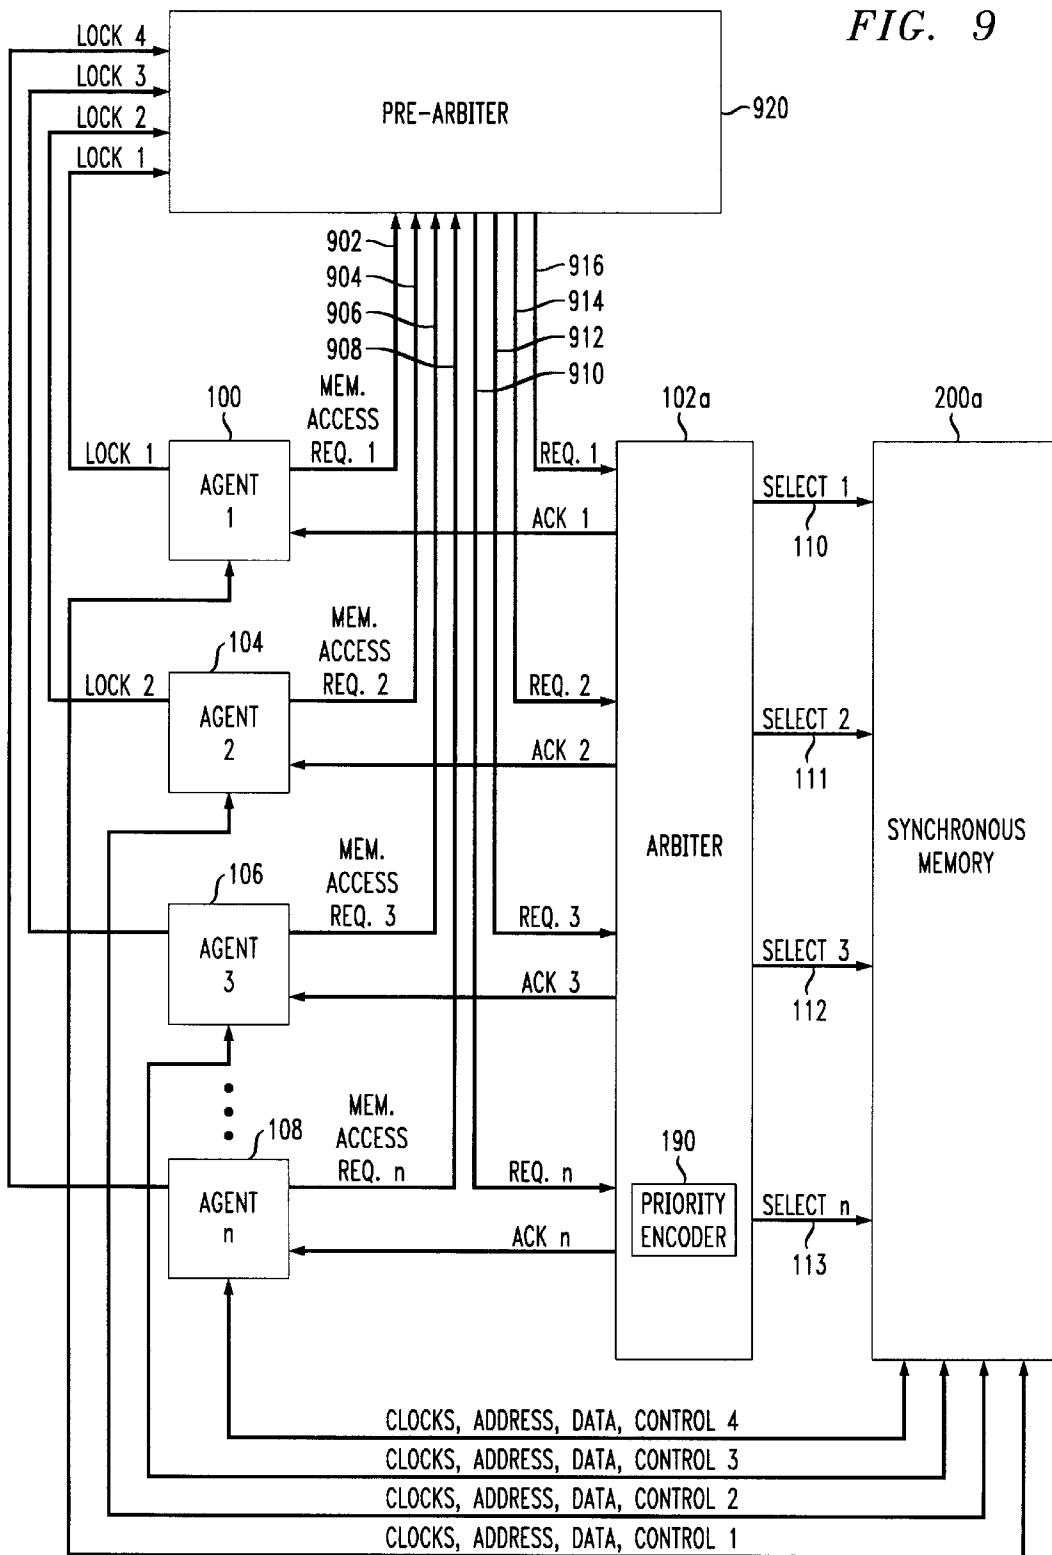 FIG. 9
LOCK 4
LOCK 3
LOCK 2
LOCK 1
PRE-ARBITER
920
902
904
906
908
916
914
912
910
MEM.
ACCESS
REQ. 1
100
LOCK 1
AGENT
1
REQ. 1
ACK 1
102a
200a
SELECT 1
110
MEM.
ACCESS
REQ. 2
104
LOCK 2
AGENT
2
REQ. 2
ACK 2
SELECT 2
111
ARBITER
SYNCHRONOUS
MEMORY
MEM.
ACCESS
REQ. 3
106
AGENT
3
REQ. 3
ACK 3
SELECT 3
112
MEM.
ACCESS
REQ. n
108
AGENT
n
REQ. n
ACK n
190
PRIORITY
ENCODER
SELECT n
113
CLOCKS, ADDRESS, DATA, CONTROL 4
CLOCKS, ADDRESS, DATA, CONTROL 3
CLOCKS, ADDRESS, DATA, CONTROL 2
CLOCKS, ADDRESS, DATA, CONTROL 1